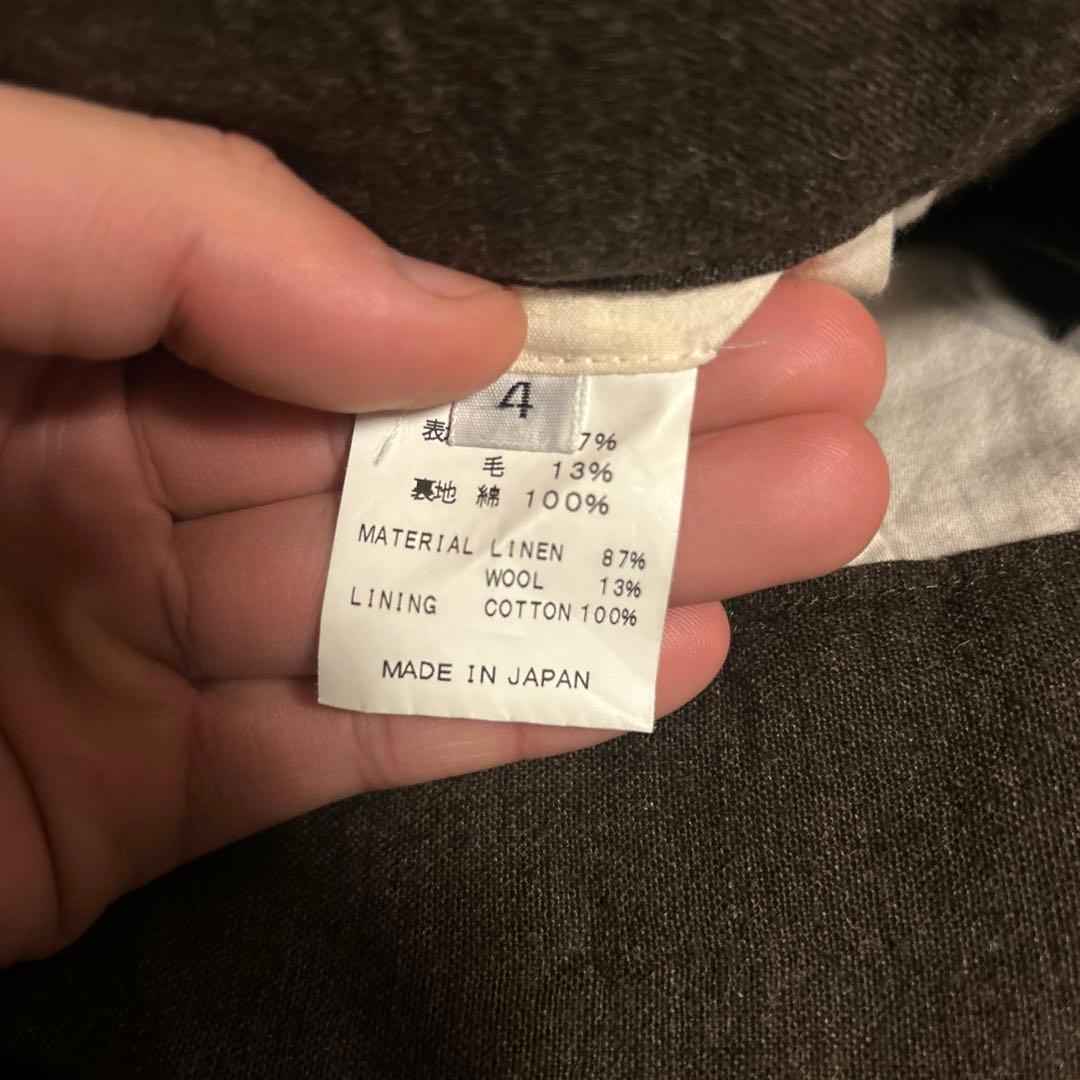 4
表 7%
毛 13%
裏地 綿 100%
MATERIAL LINEN 87%
WOOL 13%
LINING COTTON 100%
MADE IN JAPAN